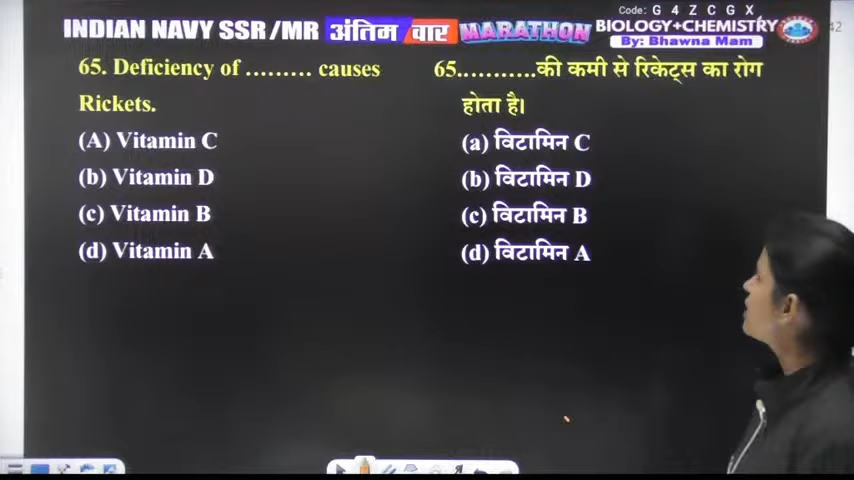 Code: G 4 Z C G X
INDIAN NAVY SSR/MR अंतिम वार MARATHON BIOLOGY+CHEMISTRY
By: Bhawna Mam
42
65. Deficiency of ......... causes
Rickets.
(A) Vitamin C
(b) Vitamin D
(c) Vitamin B
(d) Vitamin A
65...........की कमी से रिकेट्स का रोग
होता है।
(a) विटामिन C
(b) विटामिन D
(c) विटामिन B
(d) विटामिन A